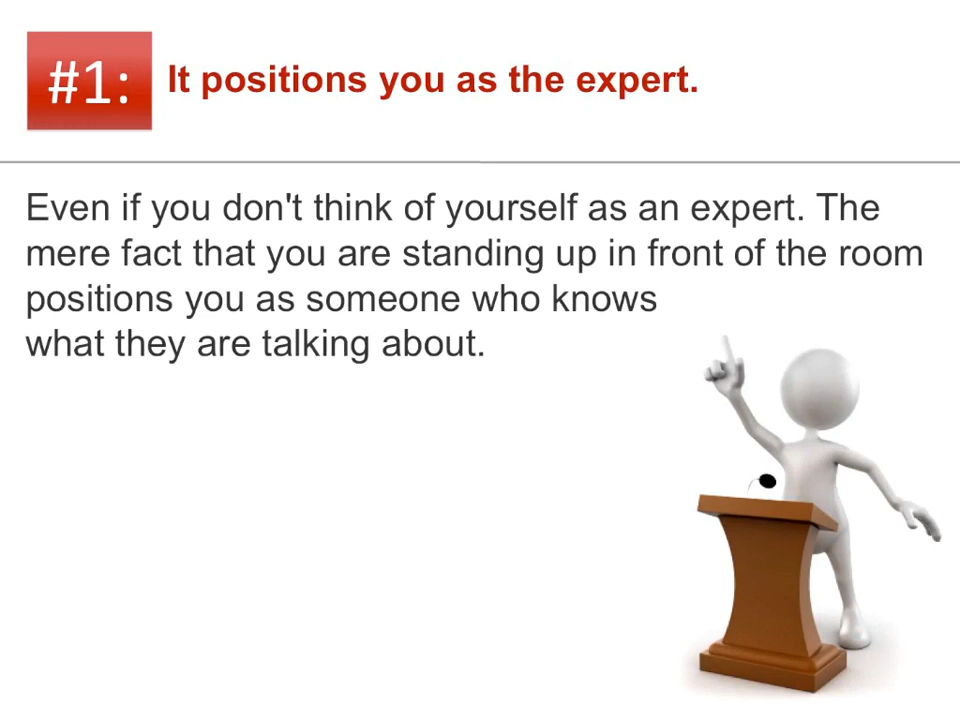 #1:
It positions you as the expert.
Even if you don't think of yourself as an expert. The
mere fact that you are standing up in front of the room
positions you as someone who knows
what they are talking about.